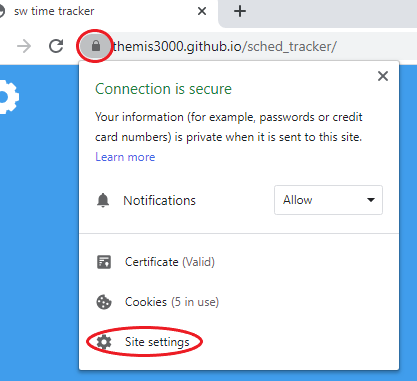 sw time tracker
themis3000.github.io/sched_tracker/
Connection is secure
Your information (for example, passwords or credit
card numbers) is private when it is sent to this site.
Learn more
Notifications
Allow
Certificate (Valid)
Cookies (5 in use)
Site settings